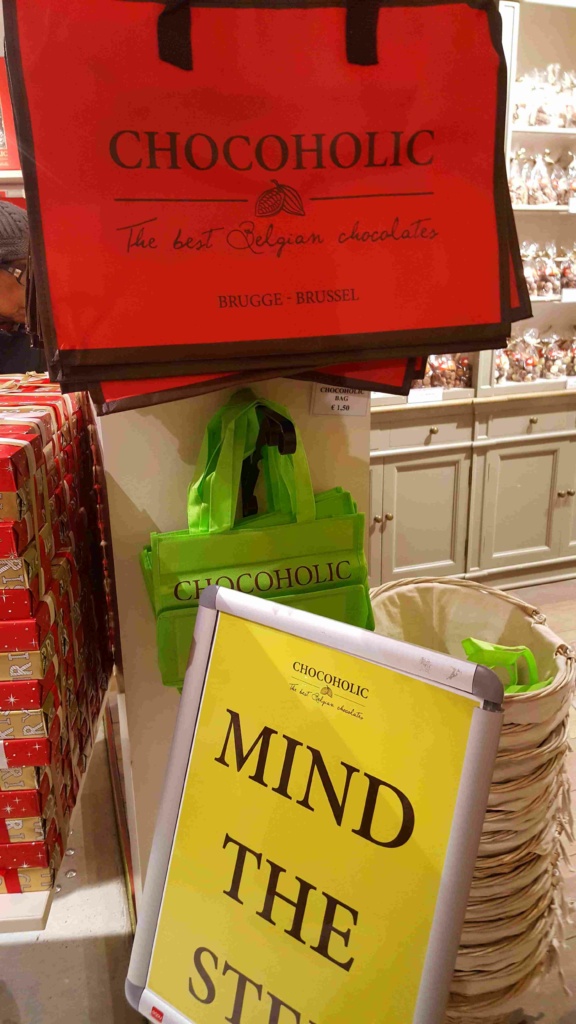 CHOCOHOLIC
The best Belgian chocolates
BRUGGE - BRUSSEL
CHOCOHOLIC
BAG
€ 1,50
CHOCOHOLIC
CHOCOHOLIC
The best Belgian chocolates
MIND
THE
STE